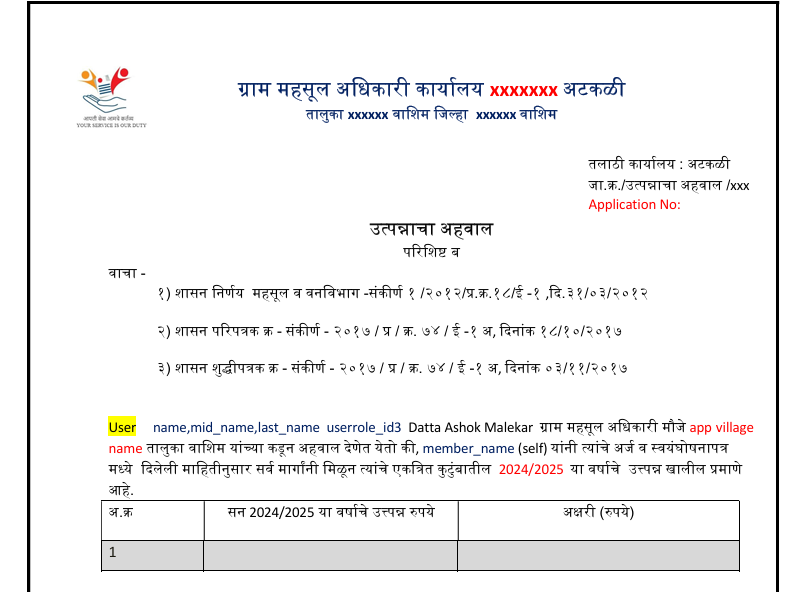 ग्राम महसूल अधिकारी कार्यालय xxxxxxx अटकळी
तालुका xxxxxx वाशिम जिल्हा xxxxxx वाशिम
आपली सेवा आमचे कर्तव्य
YOUR SERVICE IS OUR DUTY
तलाठी कार्यालय : अटकळी
जा.क्र./उत्पन्नाचा अहवाल /xxx
Application No:
उत्पन्नाचा अहवाल
परिशिष्ट ब
वाचा -
१) शासन निर्णय महसूल व वनविभाग -संकीर्ण १ /२०१२/प्र.क्र.१८/ई -१ ,दि.३१/०३/२०१२
२) शासन परिपत्रक क्र - संकीर्ण - २०१७ / प्र / क्र. ७४ / ई -१ अ, दिनांक १८/१०/२०१७
३) शासन शुद्धीपत्रक क्र - संकीर्ण - २०१७ / प्र / क्र. ७४ / ई -१ अ, दिनांक ०३/११/२०१७
User name,mid_name,last_name userrole_id3 Datta Ashok Malekar ग्राम महसूल अधिकारी मौजे app village
name तालुका वाशिम यांच्या कडून अहवाल देणेत येतो की, member_name (self) यांनी त्यांचे अर्ज व स्वयंघोषनापत्र
मध्ये दिलेली माहितीनुसार सर्व मार्गांनी मिळून त्यांचे एकत्रित कुटुंबातील 2024/2025 या वर्षाचे उत्त्पन्न खालील प्रमाणे
आहे.
अ.क्र सन 2024/2025 या वर्षाचे उत्त्पन्न रुपये अक्षरी (रुपये)
1